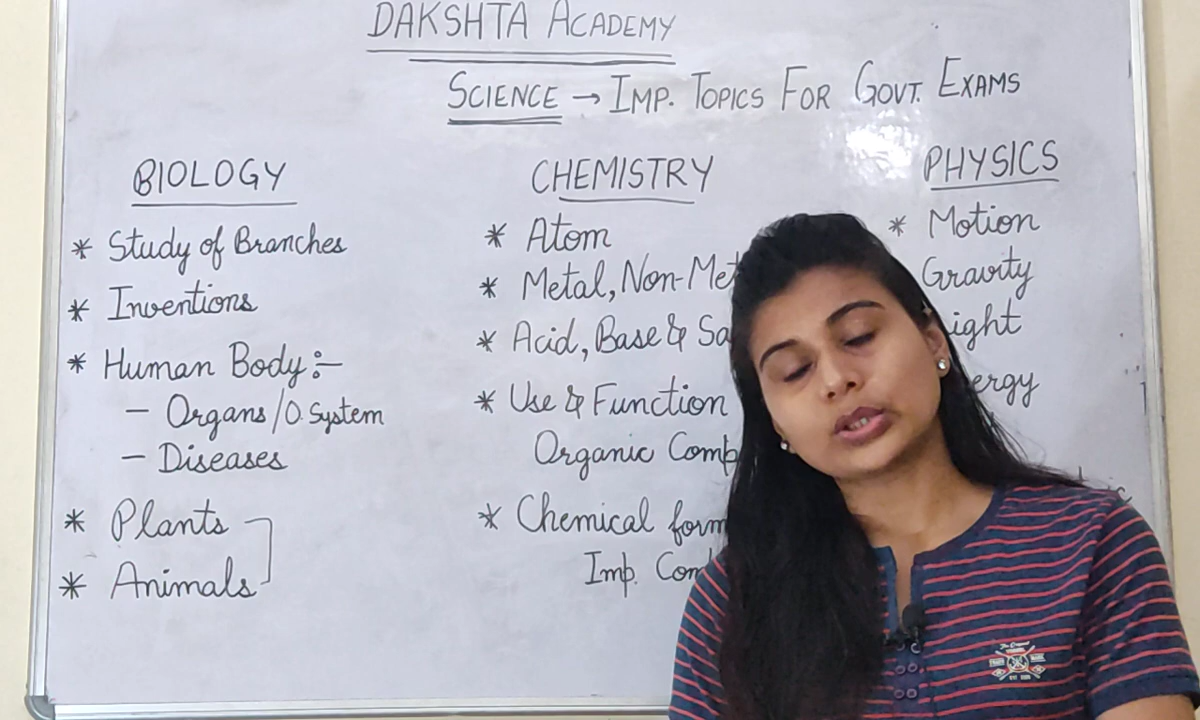 DAKSHTA ACADEMY
SCIENCE → IMP. TOPICS FOR GOVT. EXAMS
BIOLOGY
* Study of Branches
* Inventions
* Human Body :-
- Organs / O. System
- Diseases
* Plants
* Animals
CHEMISTRY
* Atom
* Metal, Non-Met
* Acid, Base & Sa
* Use & Function
Organic Comp
* Chemical form
Imp. Com
PHYSICS
* Motion
Gravity
ight
ergy